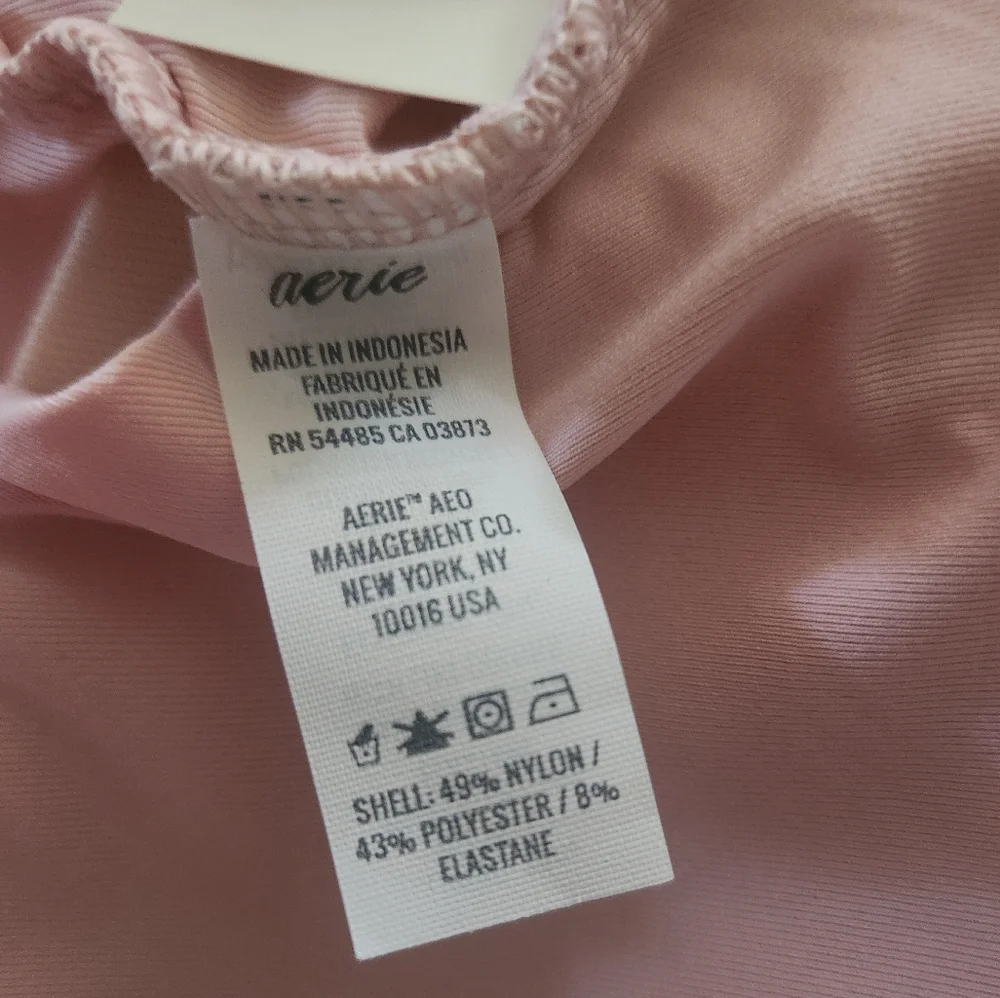 aerie
MADE IN INDONESIA
FABRIQUÉ EN
INDONÉSIE
RN 54485 CA 03873
AERIE™ AEO
MANAGEMENT CO.
NEW YORK, NY
10016 USA
SHELL: 49% NYLON /
43% POLYESTER / 8%
ELASTANE